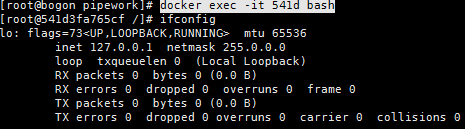 [root@bogon pipework]# docker exec -it 541d bash
[root@541d3fa765cf /]# ifconfig
lo: flags=73<UP,LOOPBACK,RUNNING>  mtu 65536
        inet 127.0.0.1  netmask 255.0.0.0
        loop  txqueuelen 0  (Local Loopback)
        RX packets 0  bytes 0 (0.0 B)
        RX errors 0  dropped 0  overruns 0  frame 0
        TX packets 0  bytes 0 (0.0 B)
        TX errors 0  dropped 0 overruns 0  carrier 0  collisions 0